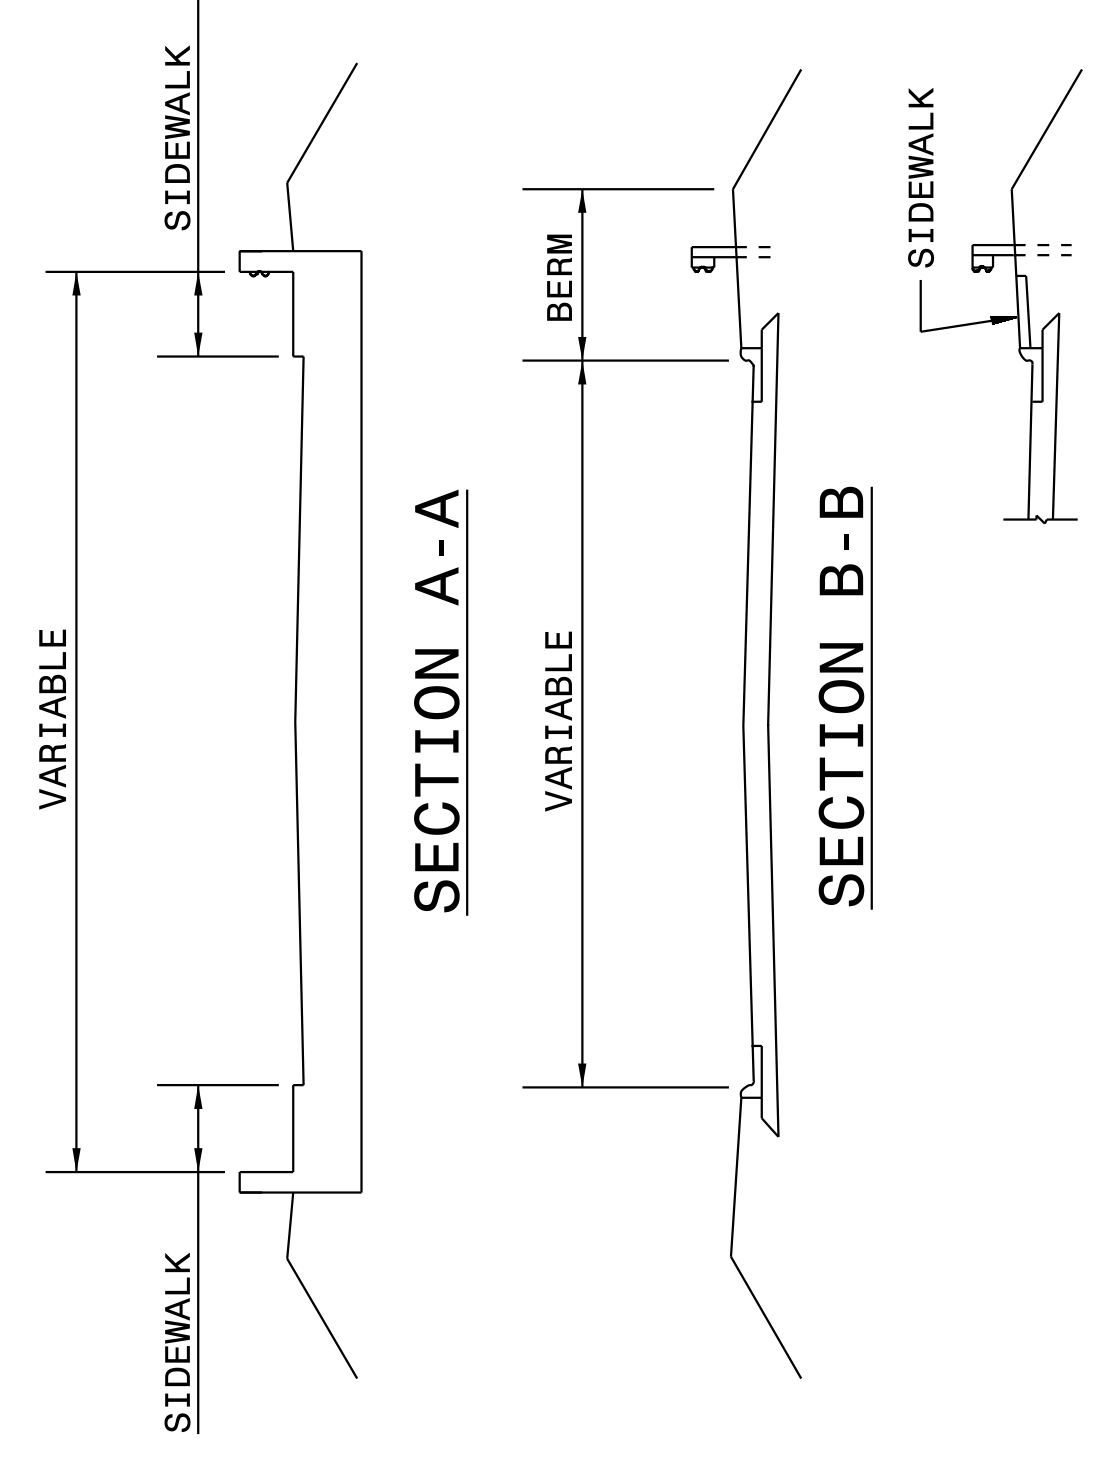 SIDEWALK
VARIABLE
SIDEWALK
SECTION A-A
BERM
VARIABLE
SECTION B-B
SIDEWALK